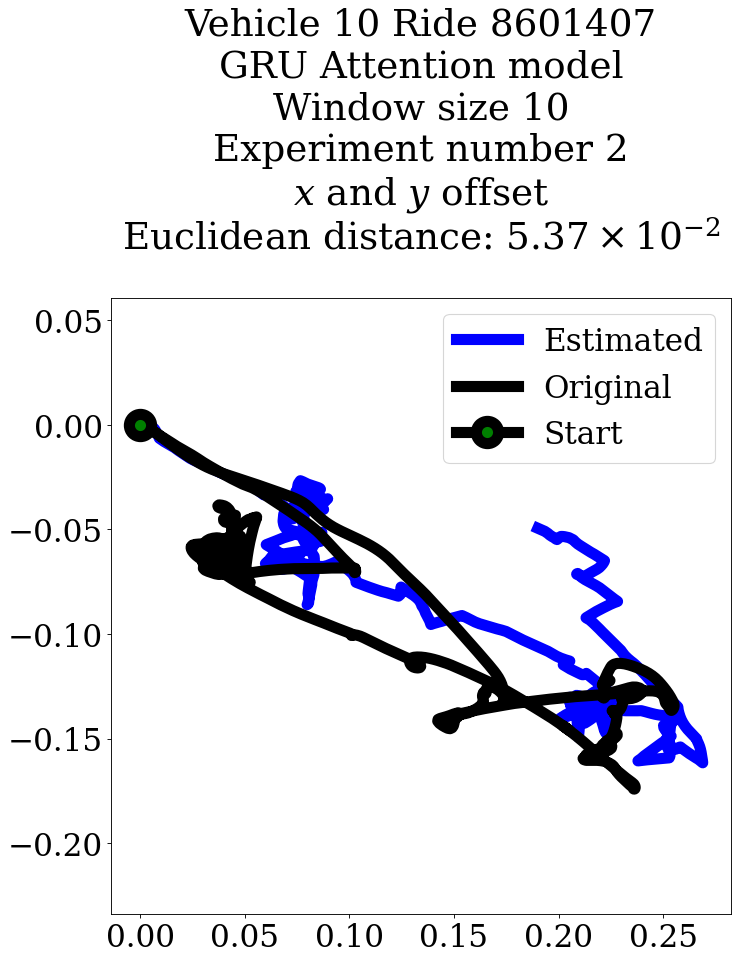 Vehicle 10 Ride 8601407
GRU Attention model
Window size 10
Experiment number 2
x and y offset
Euclidean distance: 5.37 × 10⁻²
Estimated
Original
Start
0.05
0.00
−0.05
−0.10
−0.15
−0.20
0.00 0.05 0.10 0.15 0.20 0.25